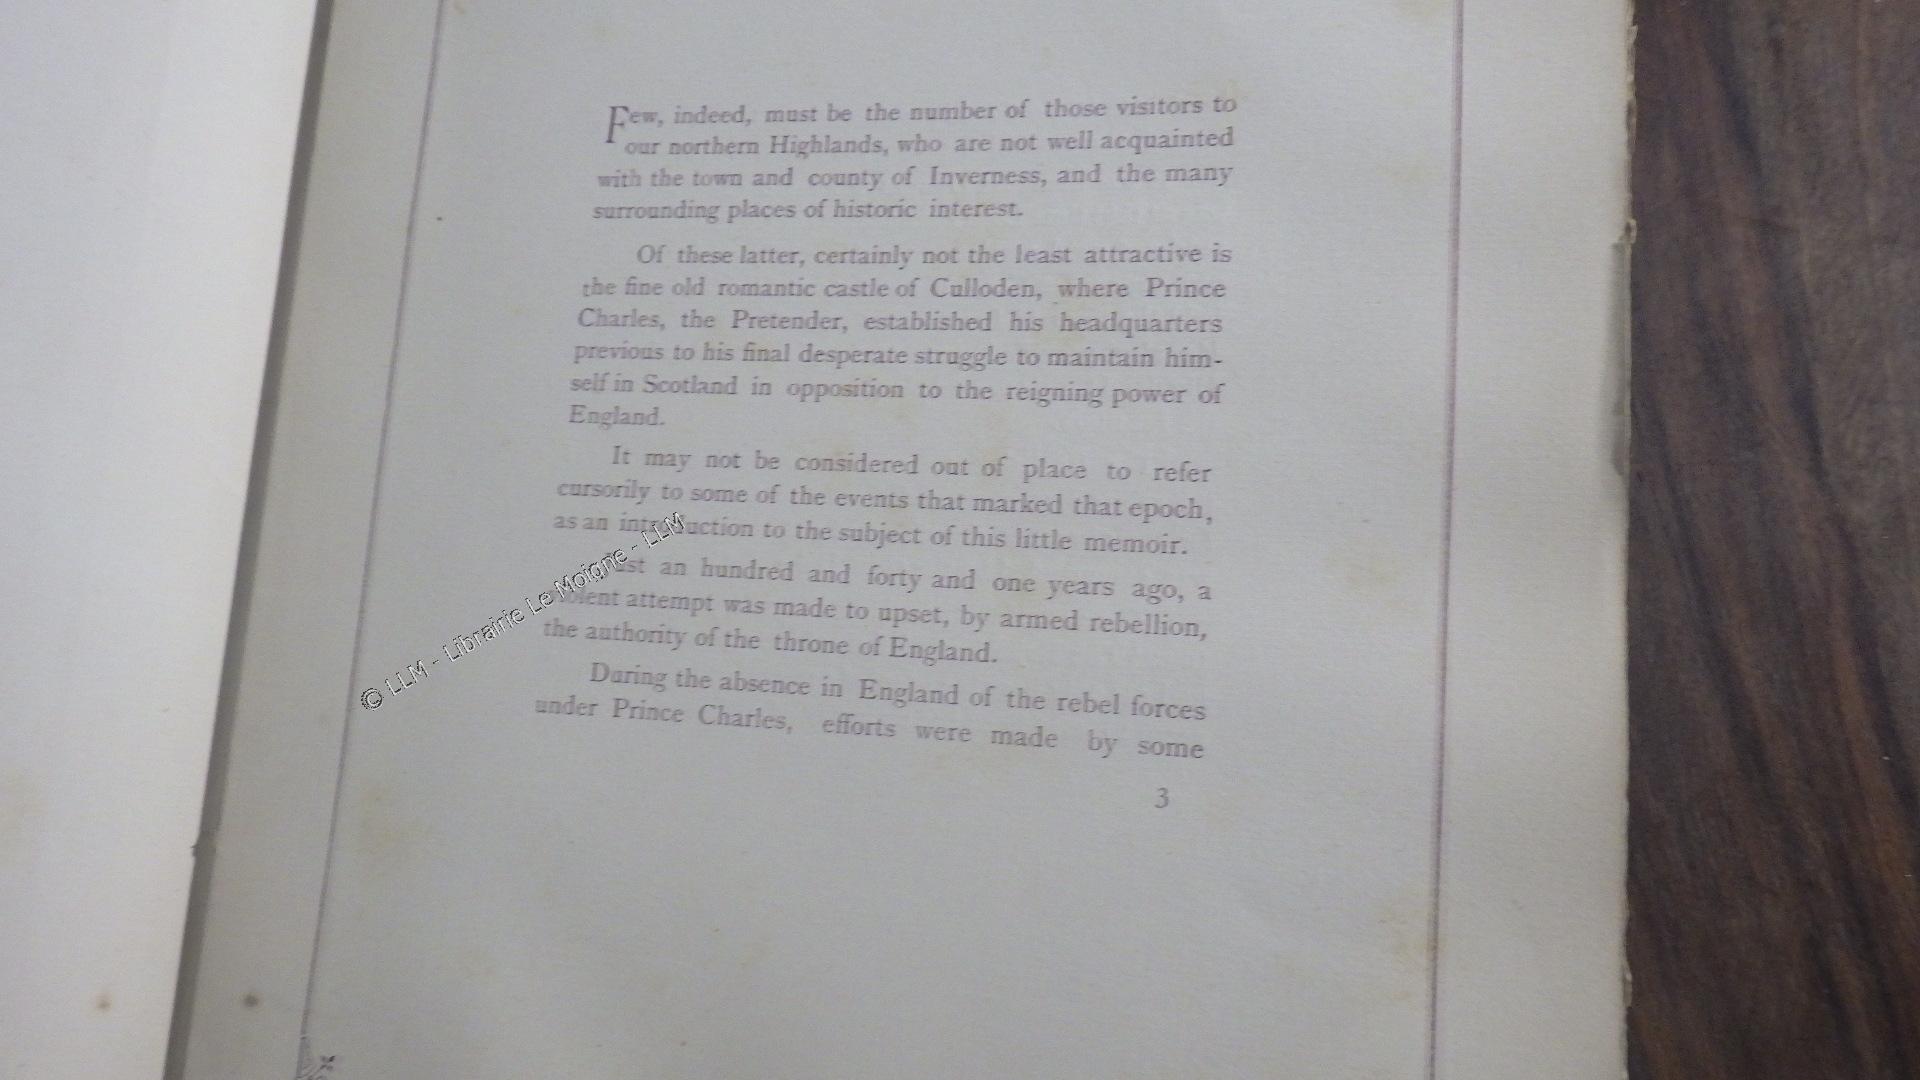 Few, indeed, must be the number of those visitors to
our northern Highlands, who are not well acquainted
with the town and county of Inverness, and the many
surrounding places of historic interest.
Of these latter, certainly not the least attractive is
the fine old romantic castle of Culloden, where Prince
Charles, the Pretender, established his headquarters
previous to his final desperate struggle to maintain him-
self in Scotland in opposition to the reigning power of
England.
It may not be considered out of place to refer
cursorily to some of the events that marked that epoch,
as an introduction to the subject of this little memoir.
an hundred and forty and one years ago, a
attempt was made to upset, by armed rebellion,
the authority of the throne of England.
During the absence in England of the rebel forces
under Prince Charles, efforts were made by some
3
© LLM - Librairie Le Moigne - LLM